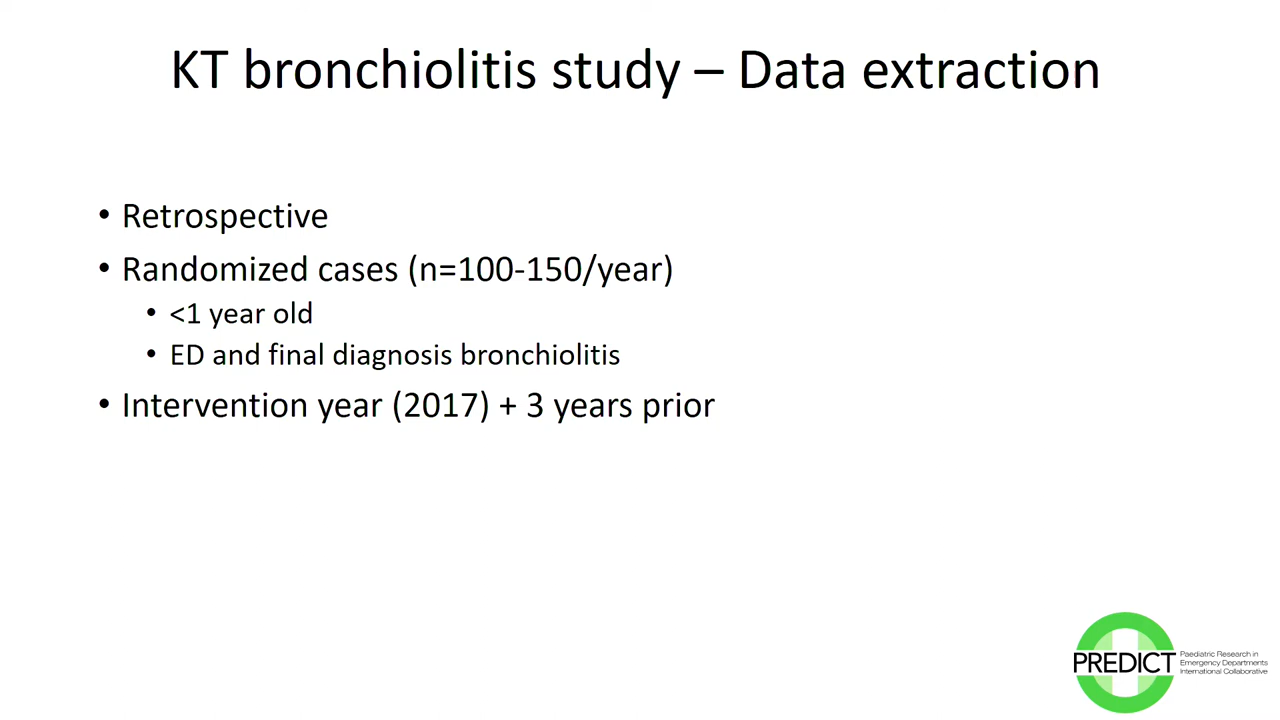 KT bronchiolitis study – Data extraction
• Retrospective
• Randomized cases (n=100-150/year)
• <1 year old
• ED and final diagnosis bronchiolitis
• Intervention year (2017) + 3 years prior
PREDICT
Paediatric Research in
Emergency Departments
International Collaborative